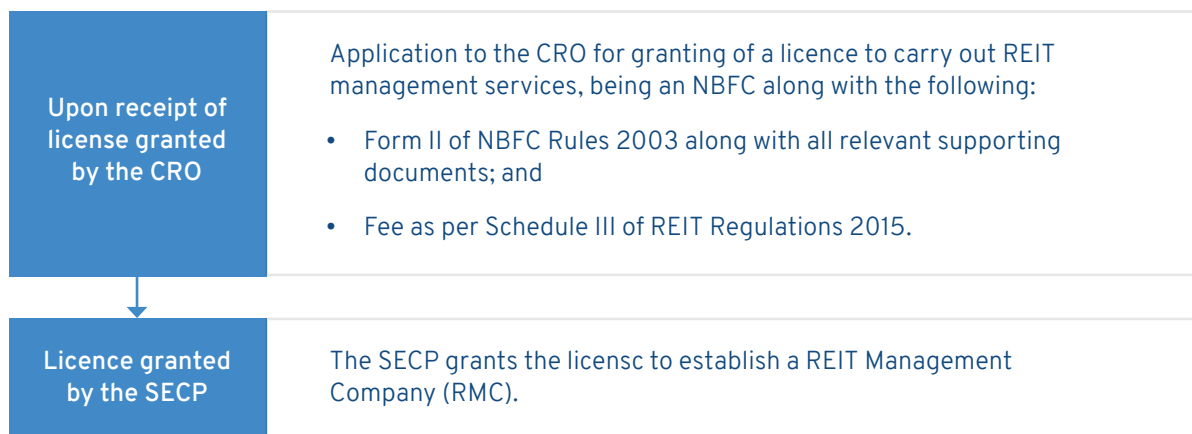 Upon receipt of
license granted
by the CRO
Application to the CRO for granting of a licence to carry out REIT
management services, being an NBFC along with the following:
• Form II of NBFC Rules 2003 along with all relevant supporting
documents; and
• Fee as per Schedule III of REIT Regulations 2015.
Licence granted
by the SECP
The SECP grants the licensc to establish a REIT Management
Company (RMC).